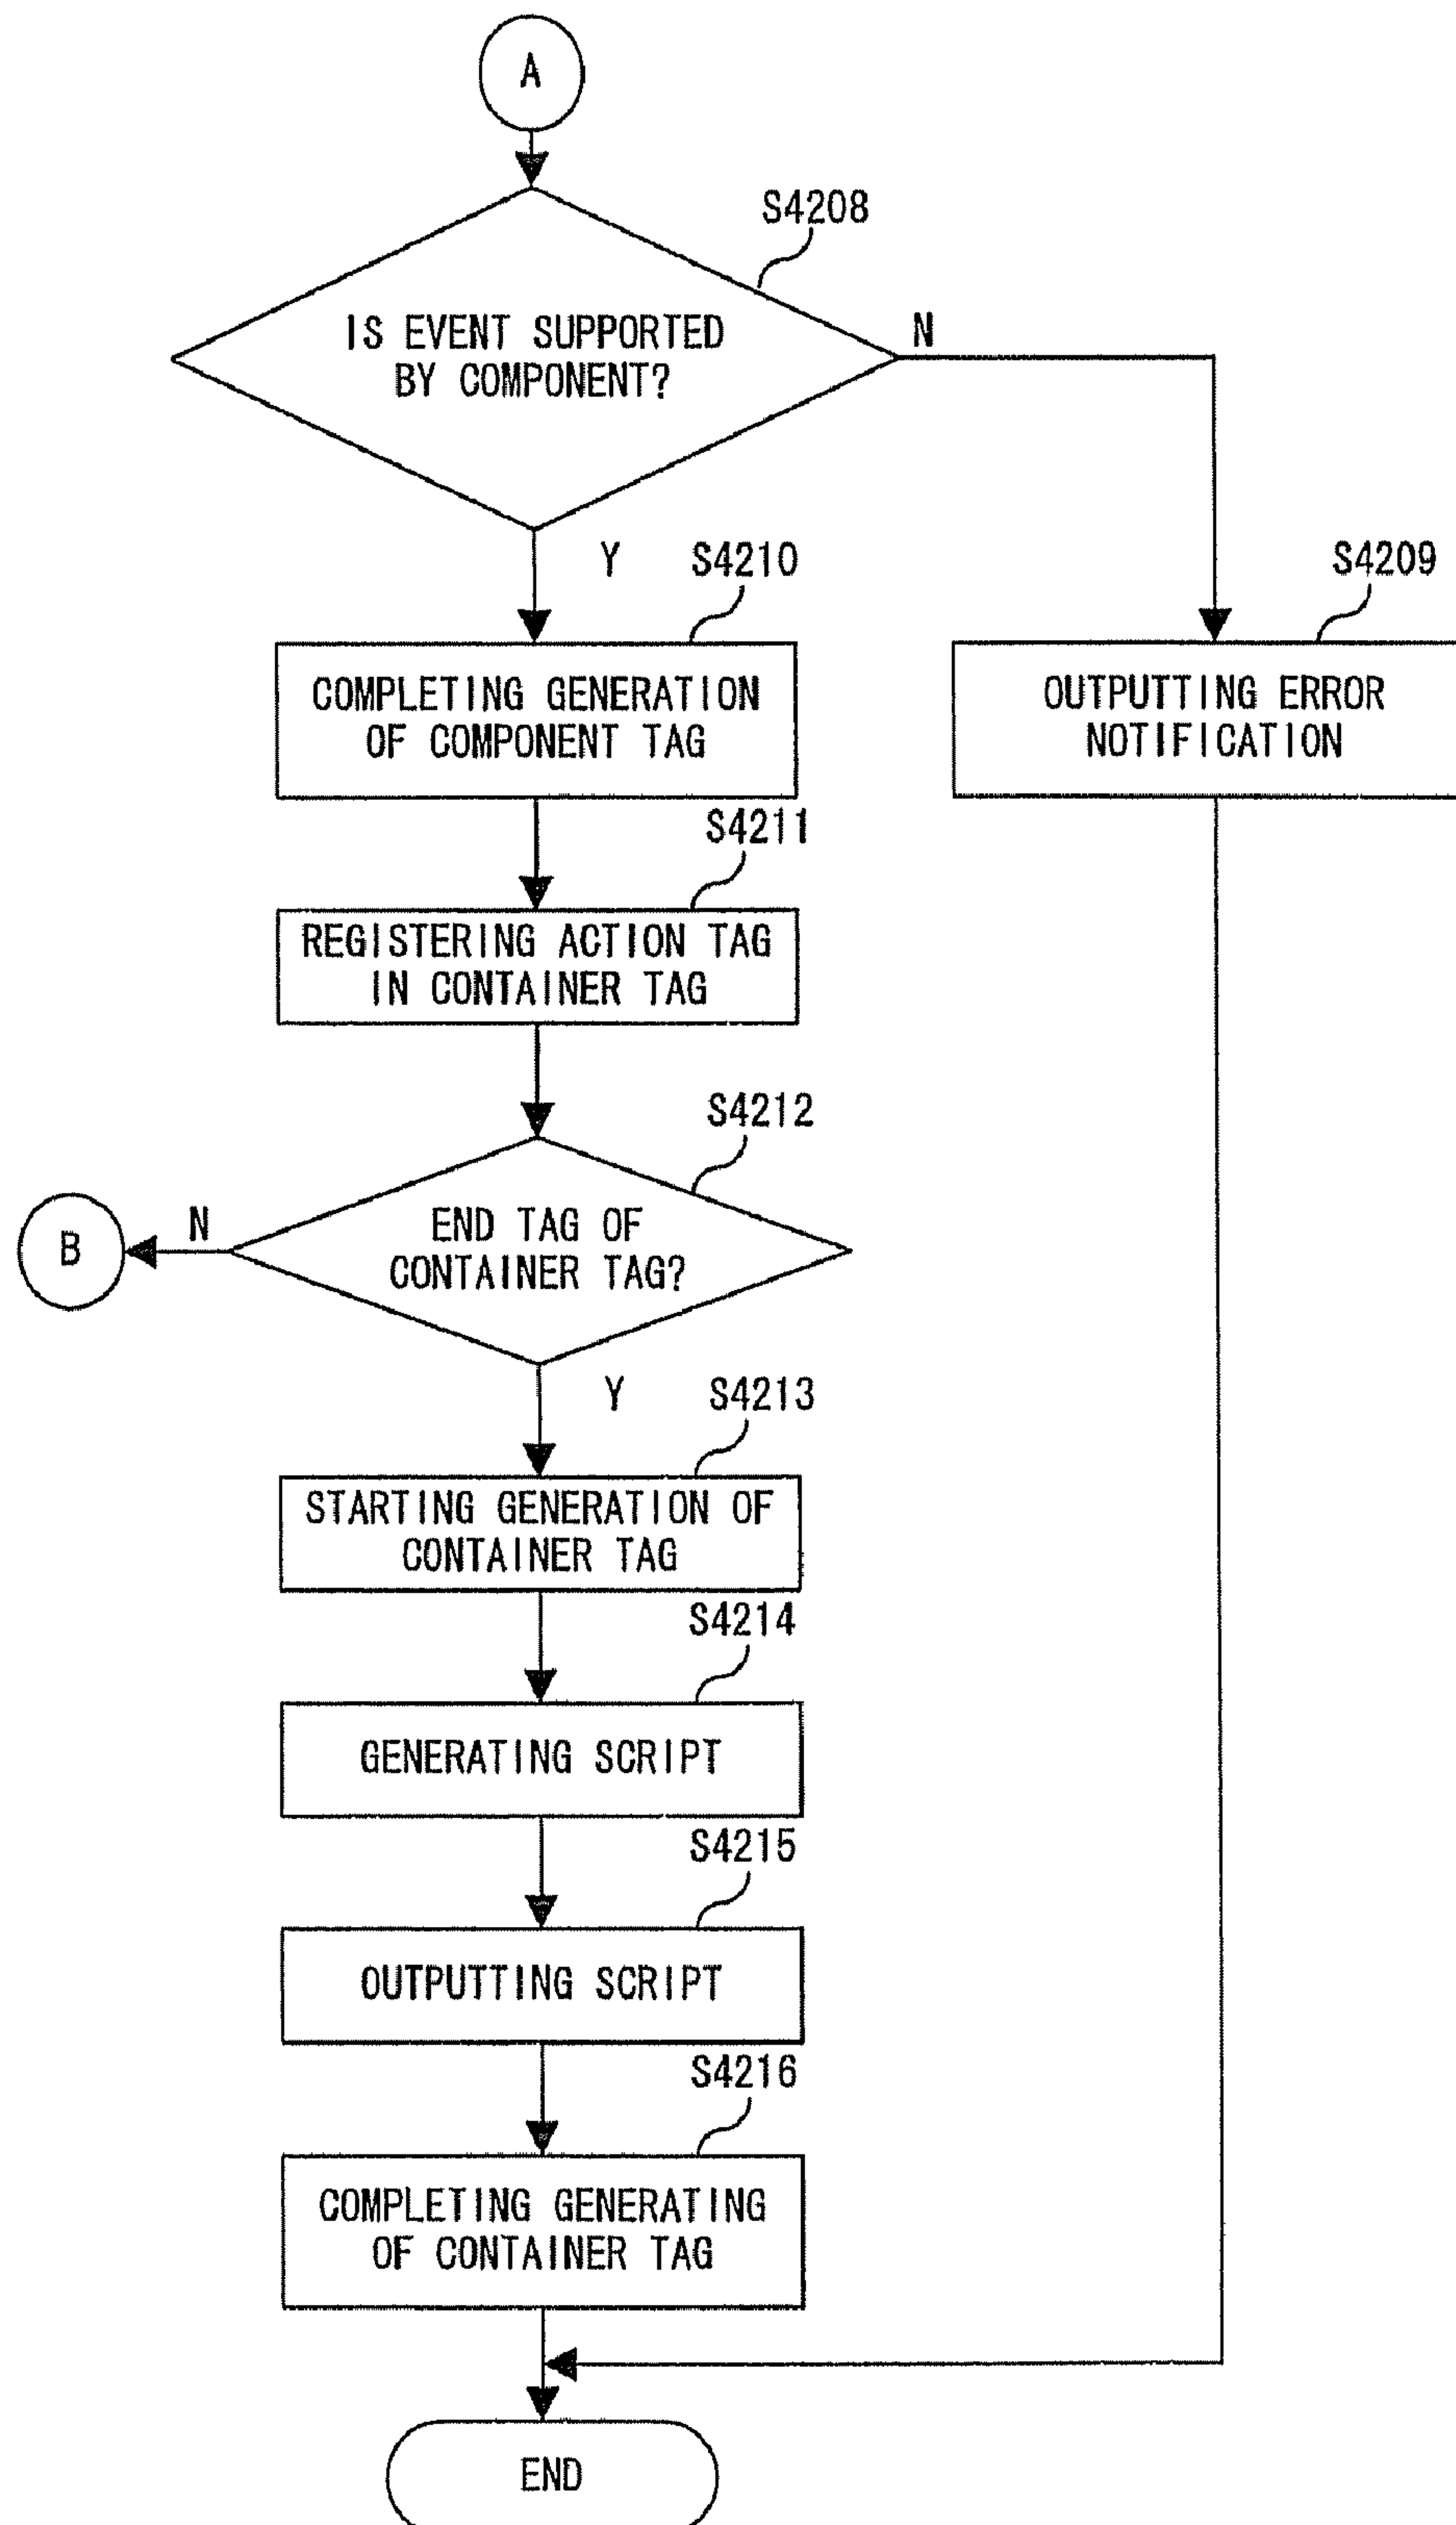 A
S4208
IS EVENT SUPPORTED
BY COMPONENT?
N
Y
S4210
S4209
COMPLETING GENERATION
OF COMPONENT TAG
OUTPUTTING ERROR
NOTIFICATION
S4211
REGISTERING ACTION TAG
IN CONTAINER TAG
S4212
END TAG OF
CONTAINER TAG?
N
B
Y
S4213
STARTING GENERATION OF
CONTAINER TAG
S4214
GENERATING SCRIPT
S4215
OUTPUTTING SCRIPT
S4216
COMPLETING GENERATING
OF CONTAINER TAG
END